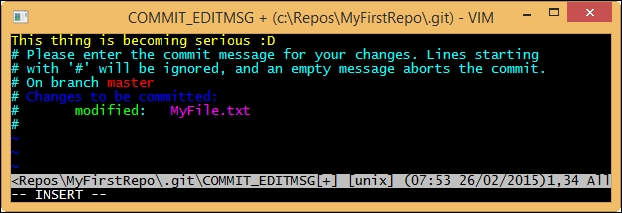 COMMIT_EDITMSG + (c:\Repos\MyFirstRepo\.git) - VIM
This thing is becoming serious :D
# Please enter the commit message for your changes. Lines starting
# with '#' will be ignored, and an empty message aborts the commit.
# On branch master
# Changes to be committed:
#       modified:   MyFile.txt
#
~
~
~
<Repos\MyFirstRepo\.git\COMMIT_EDITMSG[+] [unix] (07:53 26/02/2015)1,34 All
-- INSERT --